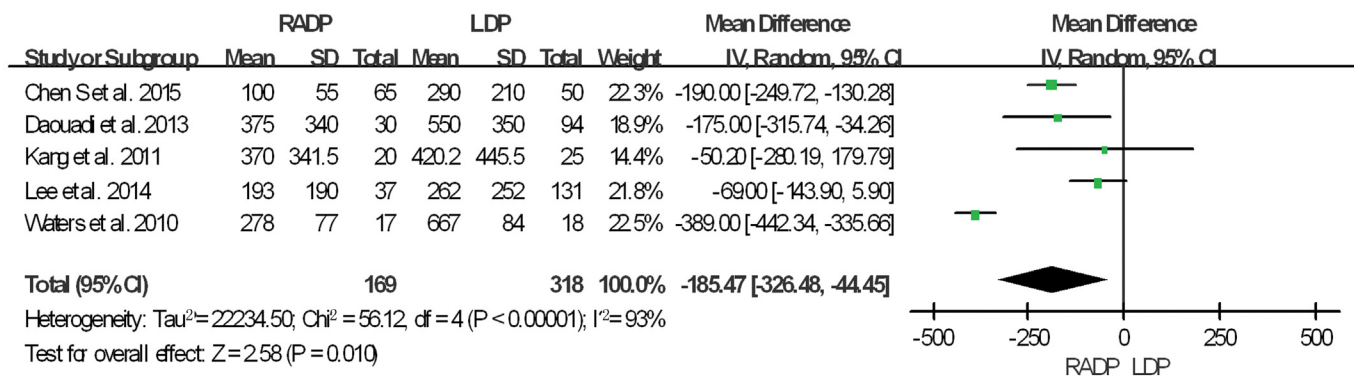 RADP LDP Mean Difference Mean Difference
Study or Subgroup Mean SD Total Mean SD Total Weight IV, Random, 95% CI IV, Random, 95% CI
Chen S et al. 2015 100 55 65 290 210 50 22.3% -190.00 [-249.72, -130.28]
Daouadi et al. 2013 375 340 30 550 350 94 18.9% -175.00 [-315.74, -34.26]
Kang et al. 2011 370 341.5 20 420.2 445.5 25 14.4% -50.20 [-280.19, 179.79]
Lee et al. 2014 193 190 37 262 252 131 21.8% -69.00 [-143.90, 5.90]
Waters et al. 2010 278 77 17 667 84 18 22.5% -389.00 [-442.34, -335.66]
Total (95% CI) 169 318 100.0% -185.47 [-326.48, -44.45]
Heterogeneity: Tau²= 22234.50; Chi² = 56.12, df = 4 (P < 0.00001); I²= 93%
Test for overall effect: Z = 2.58 (P = 0.010)
-500 -250 0 250 500
RADP LDP